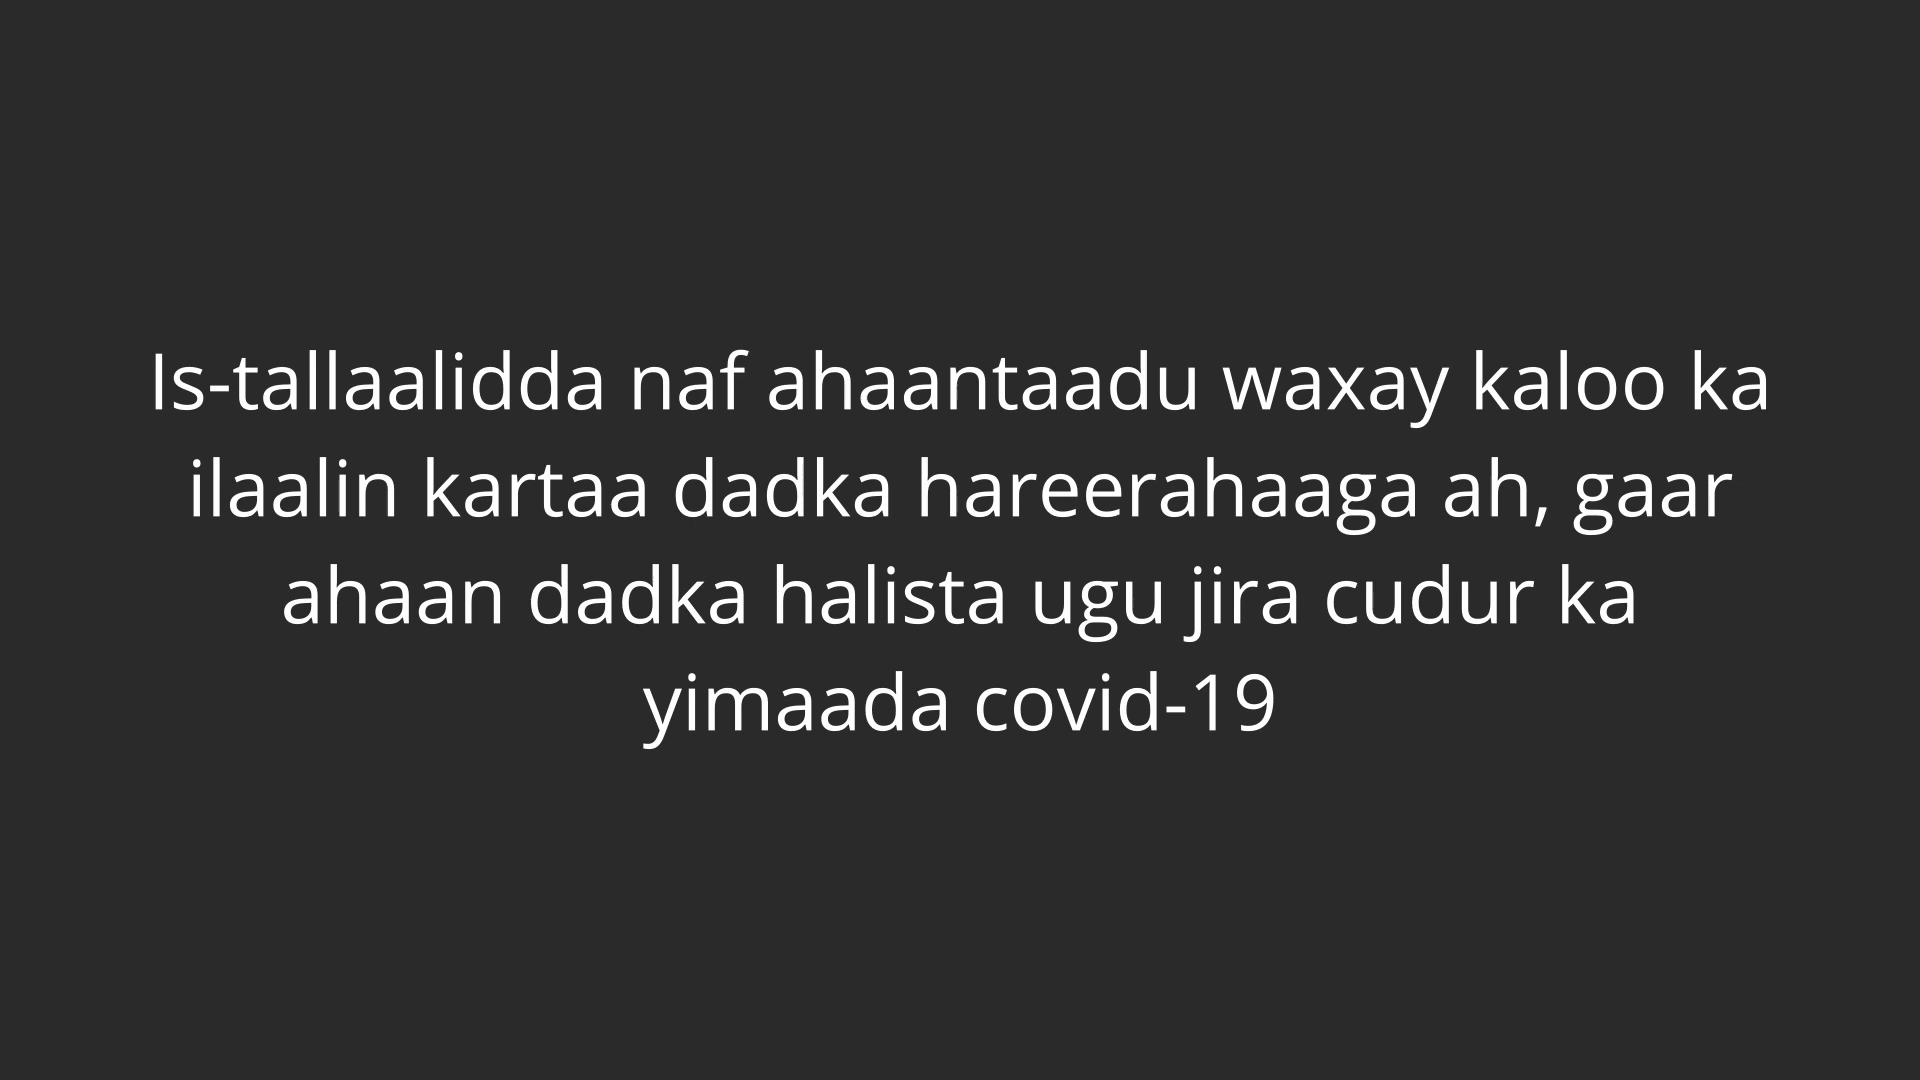 Is-tallaalidda naf ahaantaadu waxay kaloo ka
ilaalin kartaa dadka hareerahaaga ah, gaar
ahaan dadka halista ugu jira cudur ka
yimaada covid-19